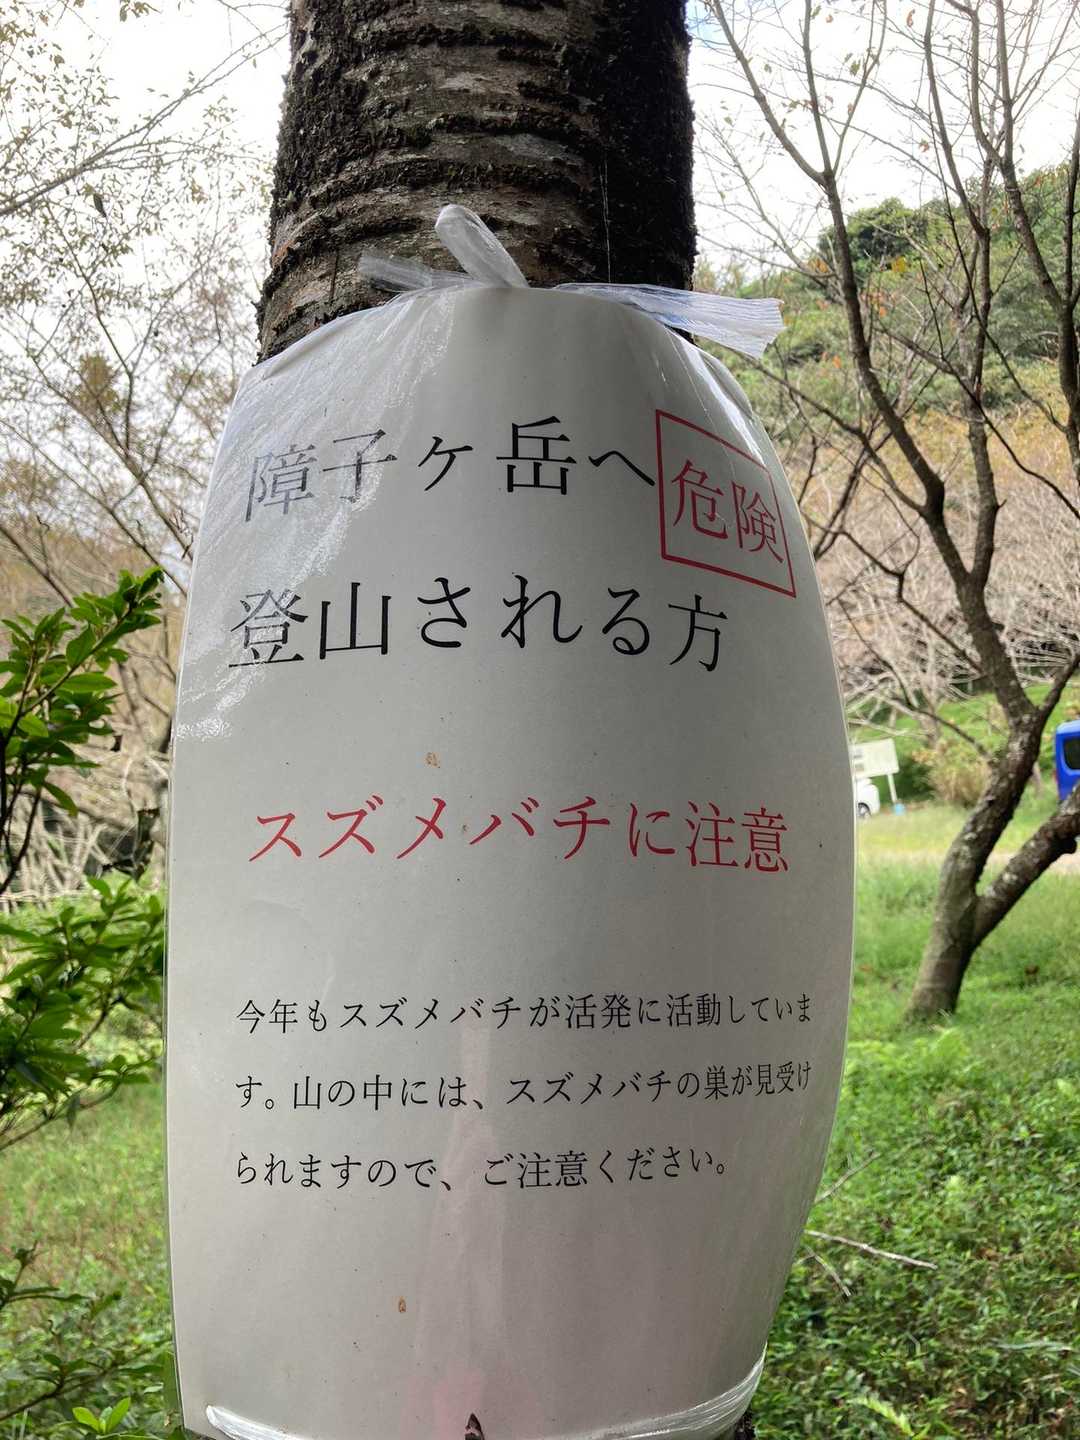 障子ヶ岳へ 危険
登山される方
スズメバチに注意
今年もスズメバチが活発に活動していま
す。山の中には、スズメバチの巣が見受け
られますので、ご注意ください。